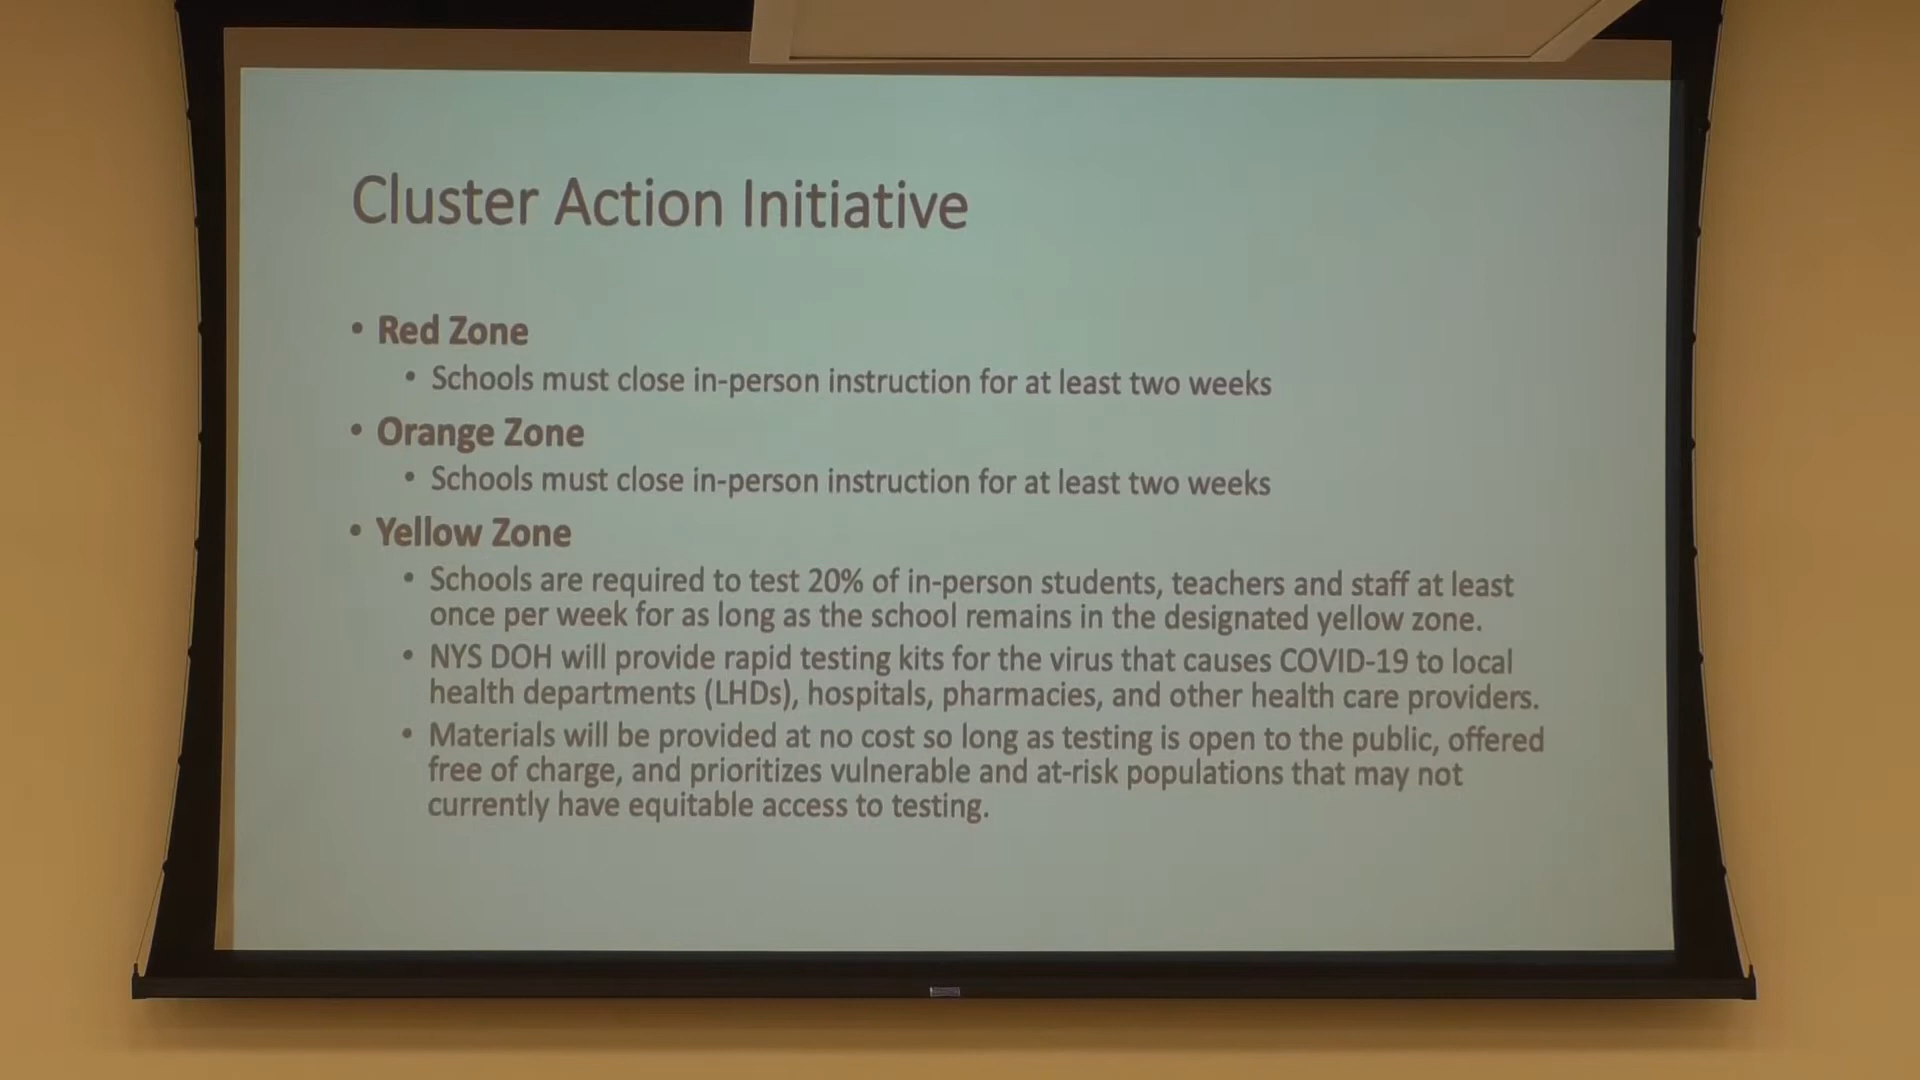 Cluster Action Initiative
• Red Zone
• Schools must close in-person instruction for at least two weeks
• Orange Zone
• Schools must close in-person instruction for at least two weeks
• Yellow Zone
• Schools are required to test 20% of in-person students, teachers and staff at least
once per week for as long as the school remains in the designated yellow zone.
• NYS DOH will provide rapid testing kits for the virus that causes COVID-19 to local
health departments (LHDs), hospitals, pharmacies, and other health care providers.
• Materials will be provided at no cost so long as testing is open to the public, offered
free of charge, and prioritizes vulnerable and at-risk populations that may not
currently have equitable access to testing.